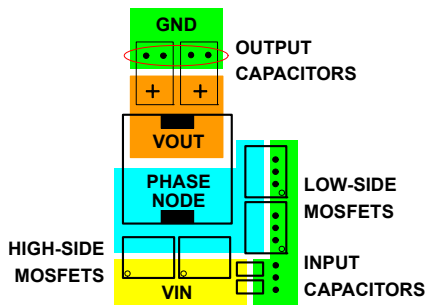 GND
OUTPUT
CAPACITORS
+ +
VOUT
PHASE
NODE
LOW-SIDE
MOSFETS
HIGH-SIDE
MOSFETS
INPUT
CAPACITORS
VIN